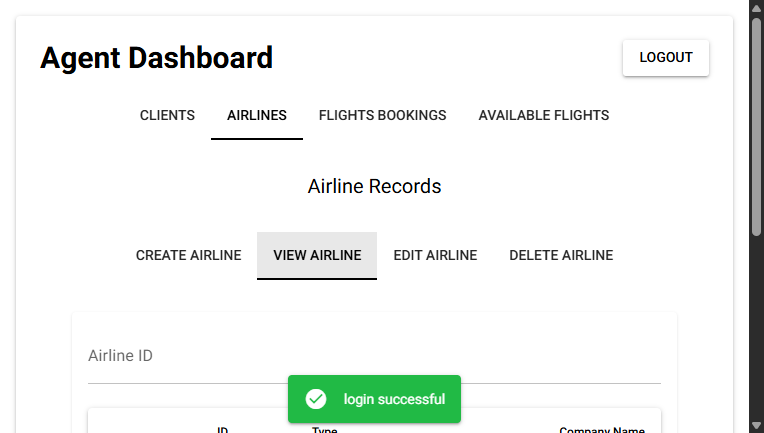 Agent Dashboard
LOGOUT
CLIENTS AIRLINES FLIGHTS BOOKINGS AVAILABLE FLIGHTS
Airline Records
CREATE AIRLINE VIEW AIRLINE EDIT AIRLINE DELETE AIRLINE
Airline ID
login successful
ID Type Company Name